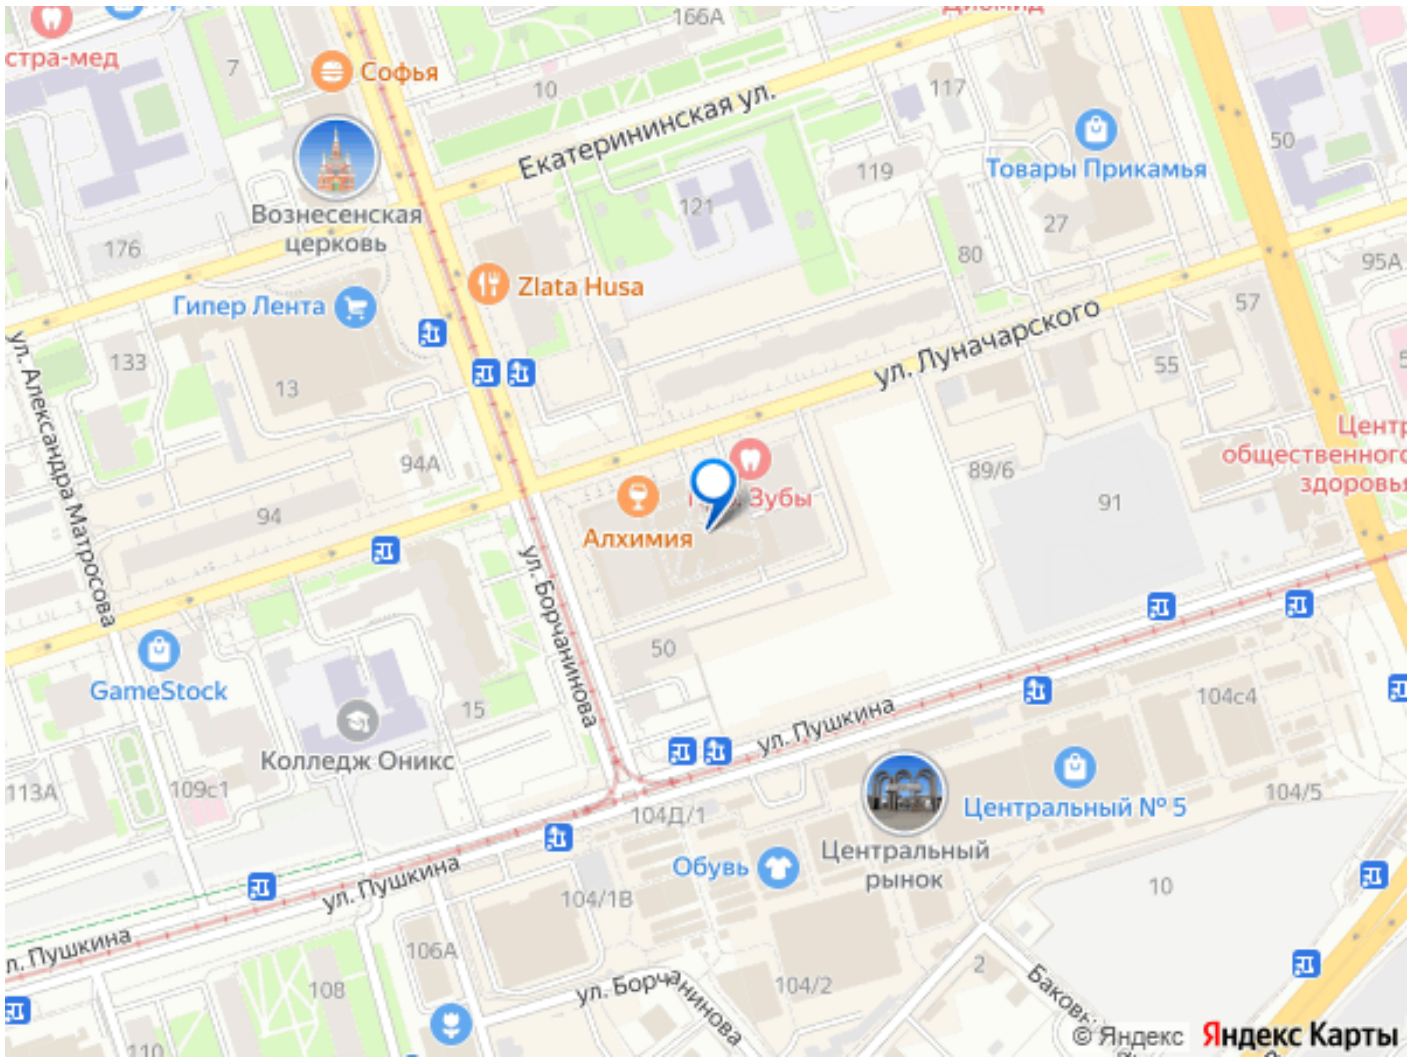 166А
стра-мед
Софья
7
10
117
Екатерининская ул.
50
Товары Прикамья
119
121
Вознесенская
церковь
27
176
80
95А
Zlata Husa
Гипер Лента
57
ул. Луначарского
133
13
55
ул. Александра Матросова
94А
общественного
здоровья
89/6
91
Зубы
94
Алхимия
ул. Борчанинова
50
GameStock
15
104с4
ул. Пушкина
Колледж Оникс
113А
109с1
104/5
104Д/1
Центральный № 5
Центральный
рынок
Обувь
ул. Пушкина
104/1В
10
л. Пушкина
106А
2
104/2
108
ул. Борчанинова
110
© Яндекс Яндекс Карты